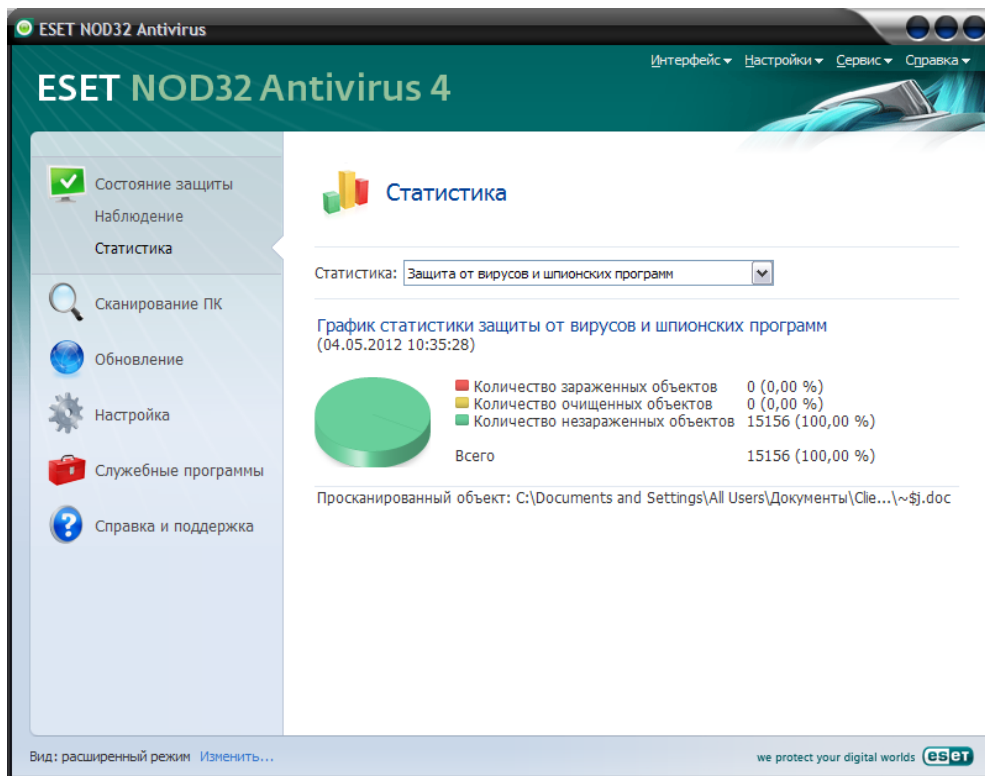 ESET NOD32 Antivirus
Интерфейс Настройки Сервис Справка
ESET NOD32 Antivirus 4
Состояние защиты
Наблюдение
Статистика
Сканирование ПК
Обновление
Настройка
Служебные программы
Справка и поддержка
Статистика
Статистика: Защита от вирусов и шпионских программ
График статистики защиты от вирусов и шпионских программ
(04.05.2012 10:35:28)
Количество зараженных объектов 0 (0,00 %)
Количество очищенных объектов 0 (0,00 %)
Количество незараженных объектов 15156 (100,00 %)
Всего 15156 (100,00 %)
Просканированный объект: C:\Documents and Settings\All Users\Документы\Clie...\~$j.doc
Вид: расширенный режим Изменить...
we protect your digital worlds eset